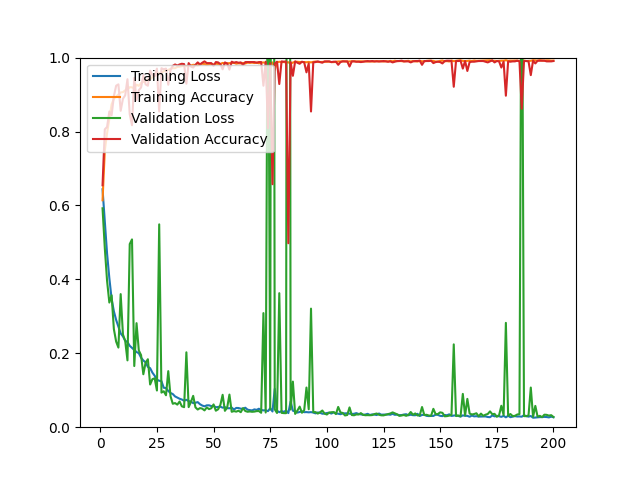 Training Loss
Training Accuracy
Validation Loss
Validation Accuracy
1.0
0.8
0.6
0.4
0.2
0.0
0 25 50 75 100 125 150 175 200